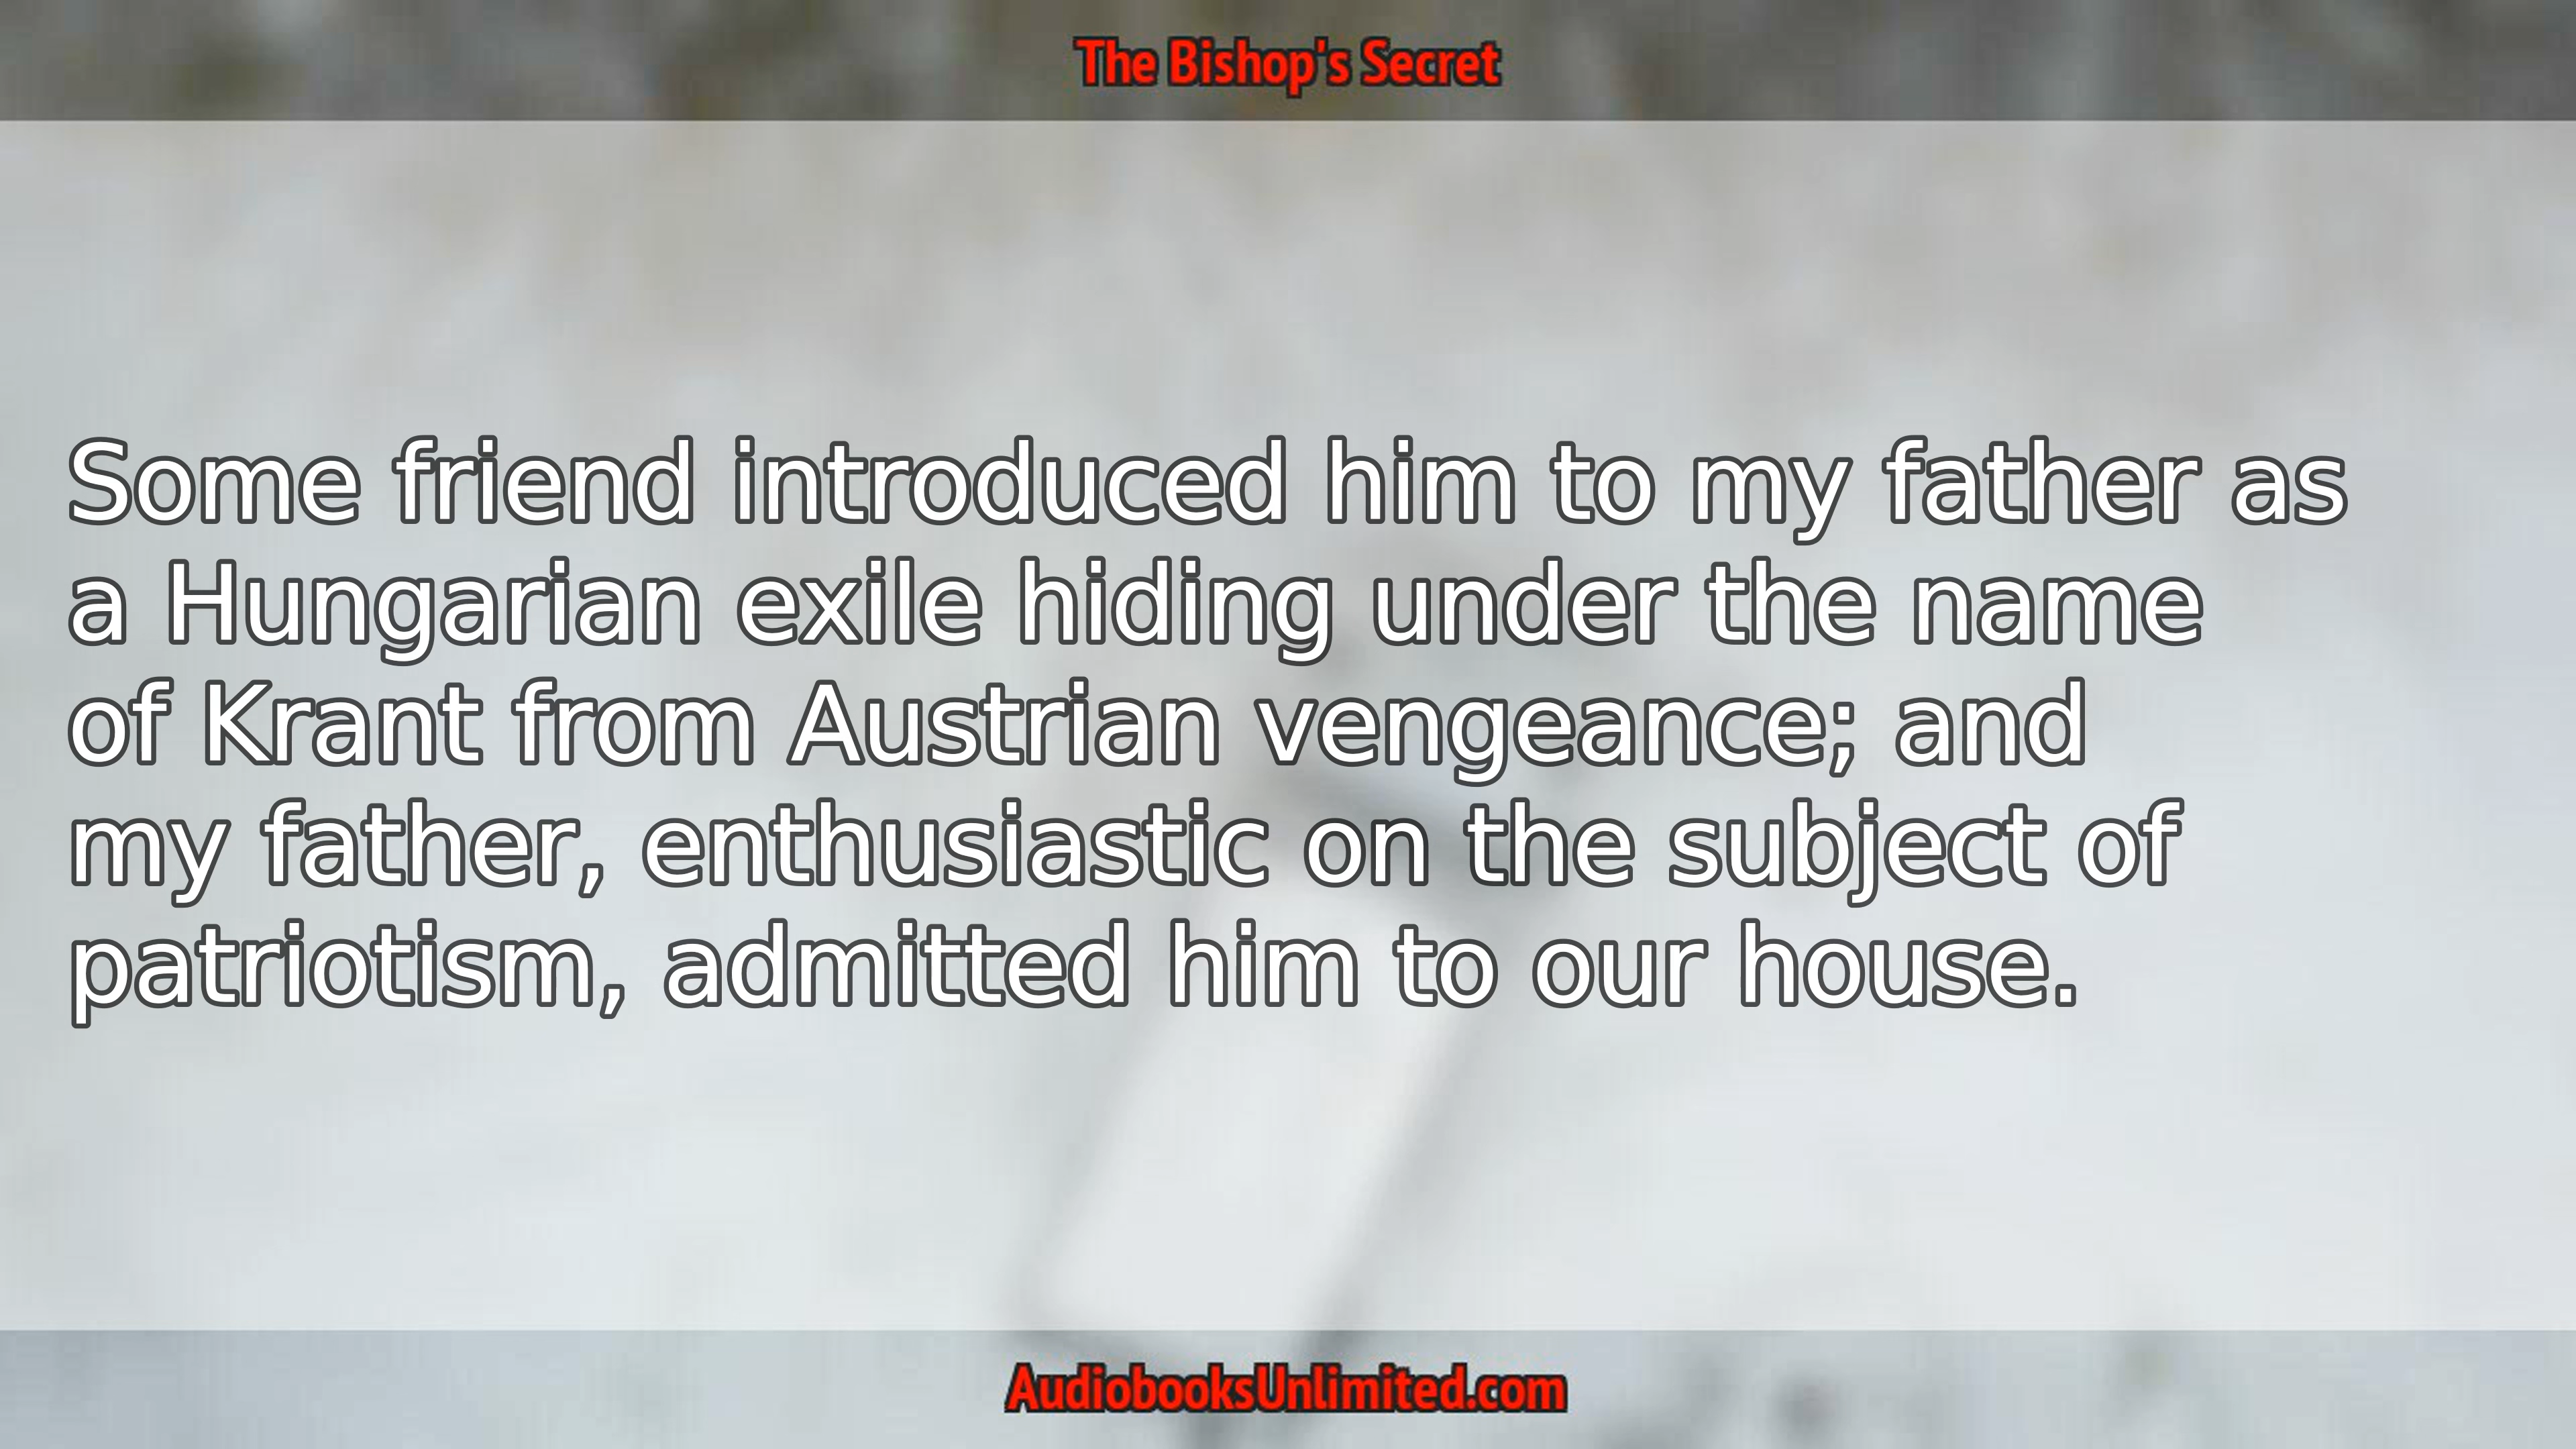 The Bishop's Secret
Some friend introduced him to my father as
a Hungarian exile hiding under the name
of Krant from Austrian vengeance; and
my father, enthusiastic on the subject of
patriotism, admitted him to our house.
AudiobooksUnlimited.com